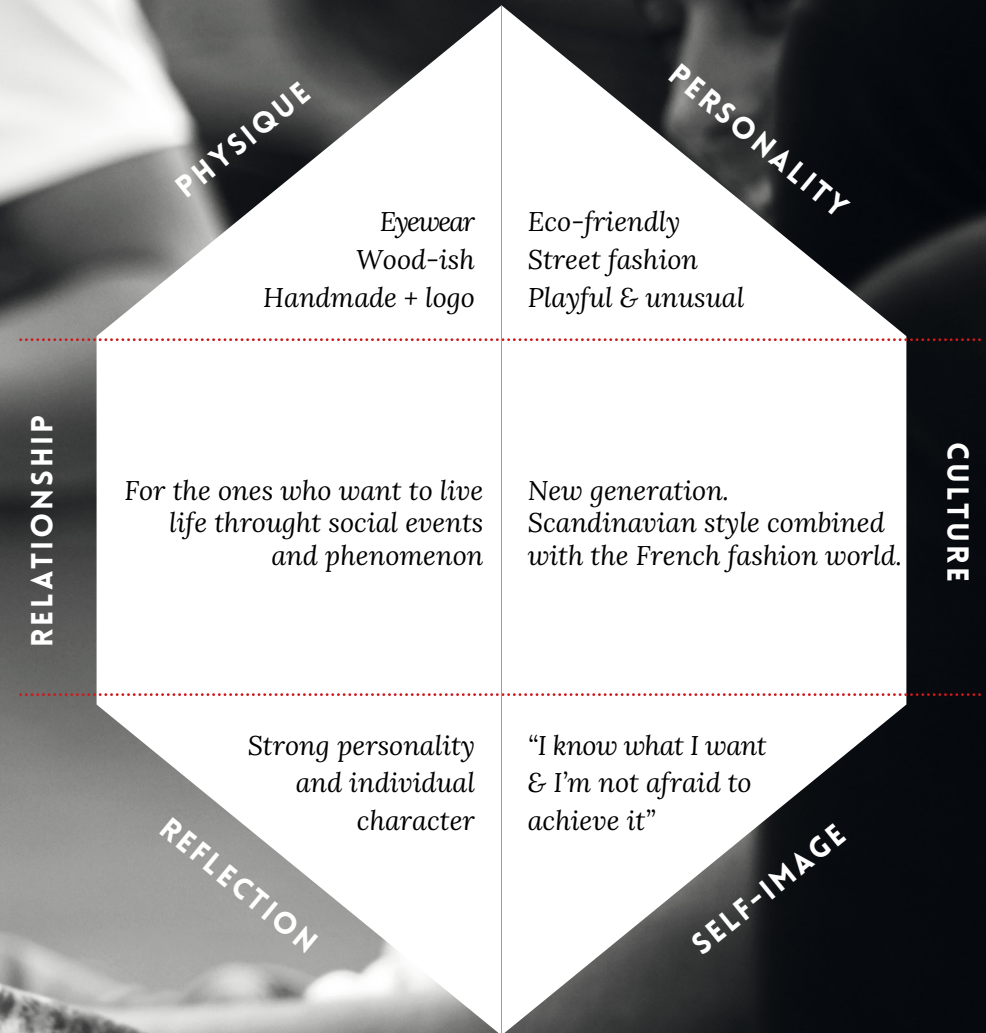 PHYSIQUE
Eyewear
Wood-ish
Handmade + logo
PERSONALITY
Eco-friendly
Street fashion
Playful & unusual
RELATIONSHIP
For the ones who want to live
life throught social events
and phenomenon
CULTURE
New generation.
Scandinavian style combined
with the French fashion world.
REFLECTION
Strong personality
and individual
character
SELF-IMAGE
“I know what I want
& I’m not afraid to
achieve it”